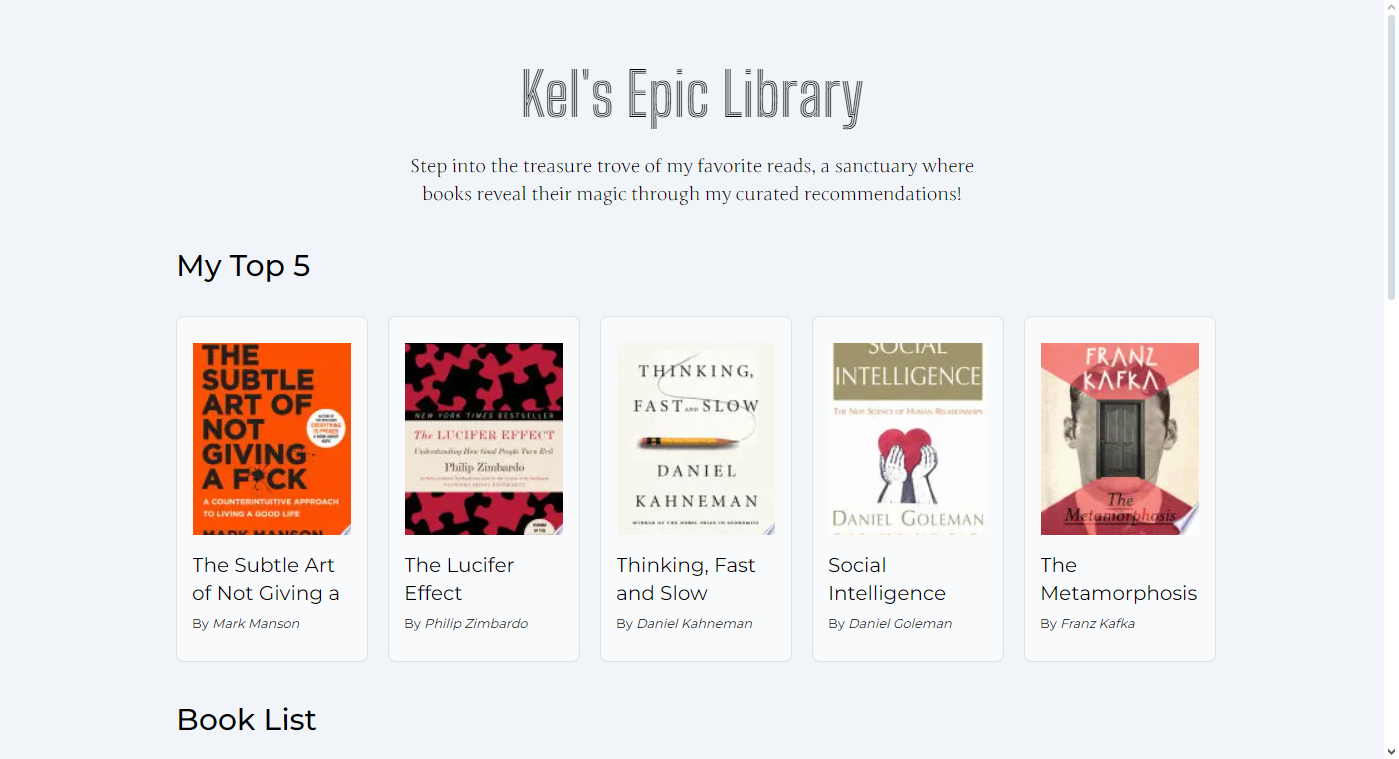 Kel's Epic Library
Step into the treasure trove of my favorite reads, a sanctuary where
books reveal their magic through my curated recommendations!
My Top 5
THE
SUBTLE
ART OF
NOT
GIVING
A F*CK
A COUNTERINTUITIVE APPROACH
TO LIVING A GOOD LIFE
MARK MANSON
NEW YORK TIMES BESTSELLER
The LUCIFER EFFECT
Understanding How Good People Turn Evil
Philip Zimbardo
THINKING,
FAST AND SLOW
DANIEL
KAHNEMAN
WINNER OF THE NOBEL PRIZE IN ECONOMICS
SOCIAL
INTELLIGENCE
THE NEW SCIENCE OF HUMAN RELATIONSHIPS
DANIEL GOLEMAN
FRANZ
KAFKA
The
Metamorphosis
The Subtle Art
of Not Giving a
By Mark Manson
The Lucifer
Effect
By Philip Zimbardo
Thinking, Fast
and Slow
By Daniel Kahneman
Social
Intelligence
By Daniel Goleman
The
Metamorphosis
By Franz Kafka
Book List